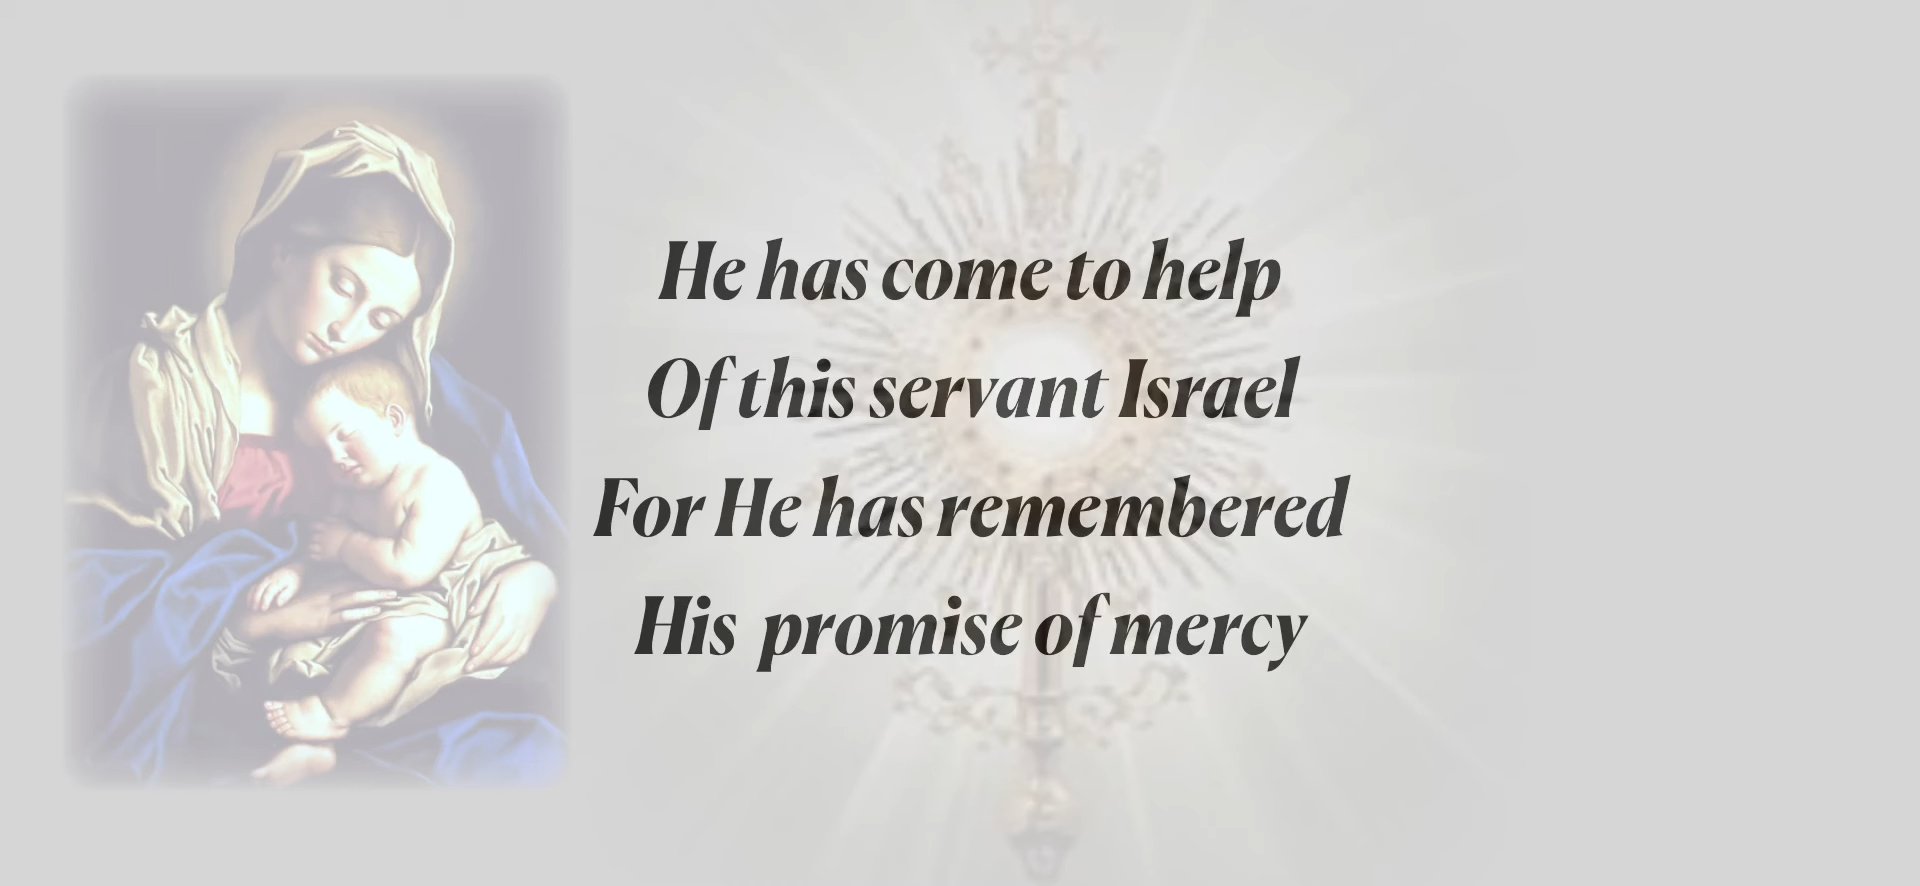 He has come to help
Of this servant Israel
For He has remembered
His promise of mercy